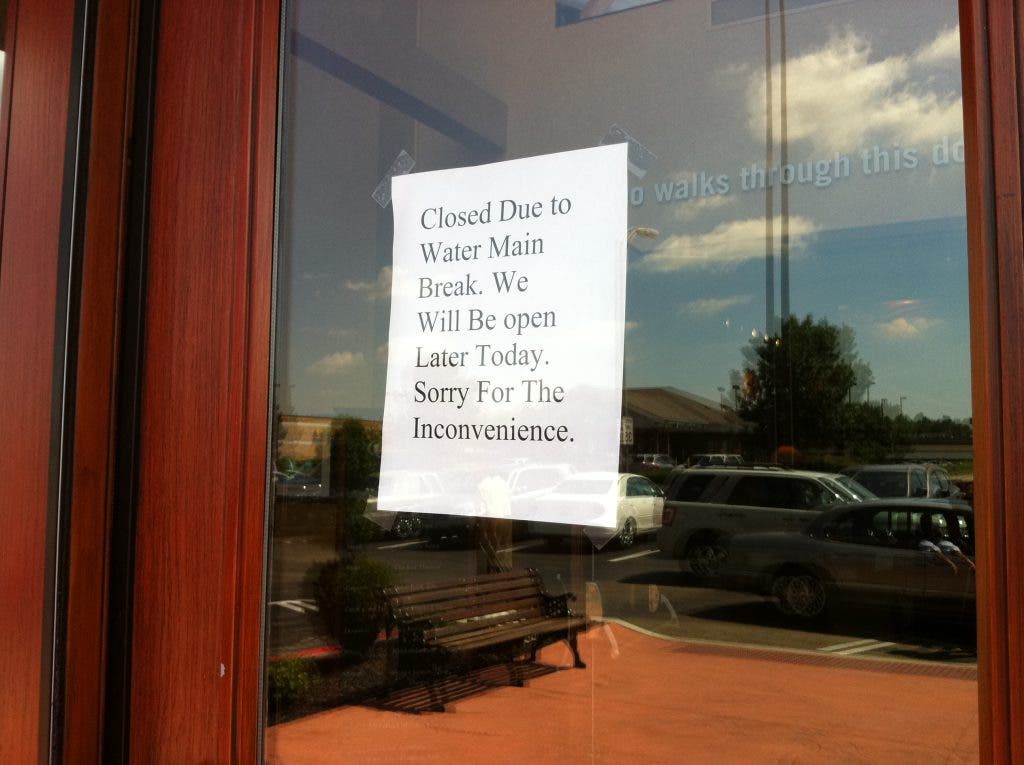 o walks through this do
Closed Due to
Water Main
Break. We
Will Be open
Later Today.
Sorry For The
Inconvenience.